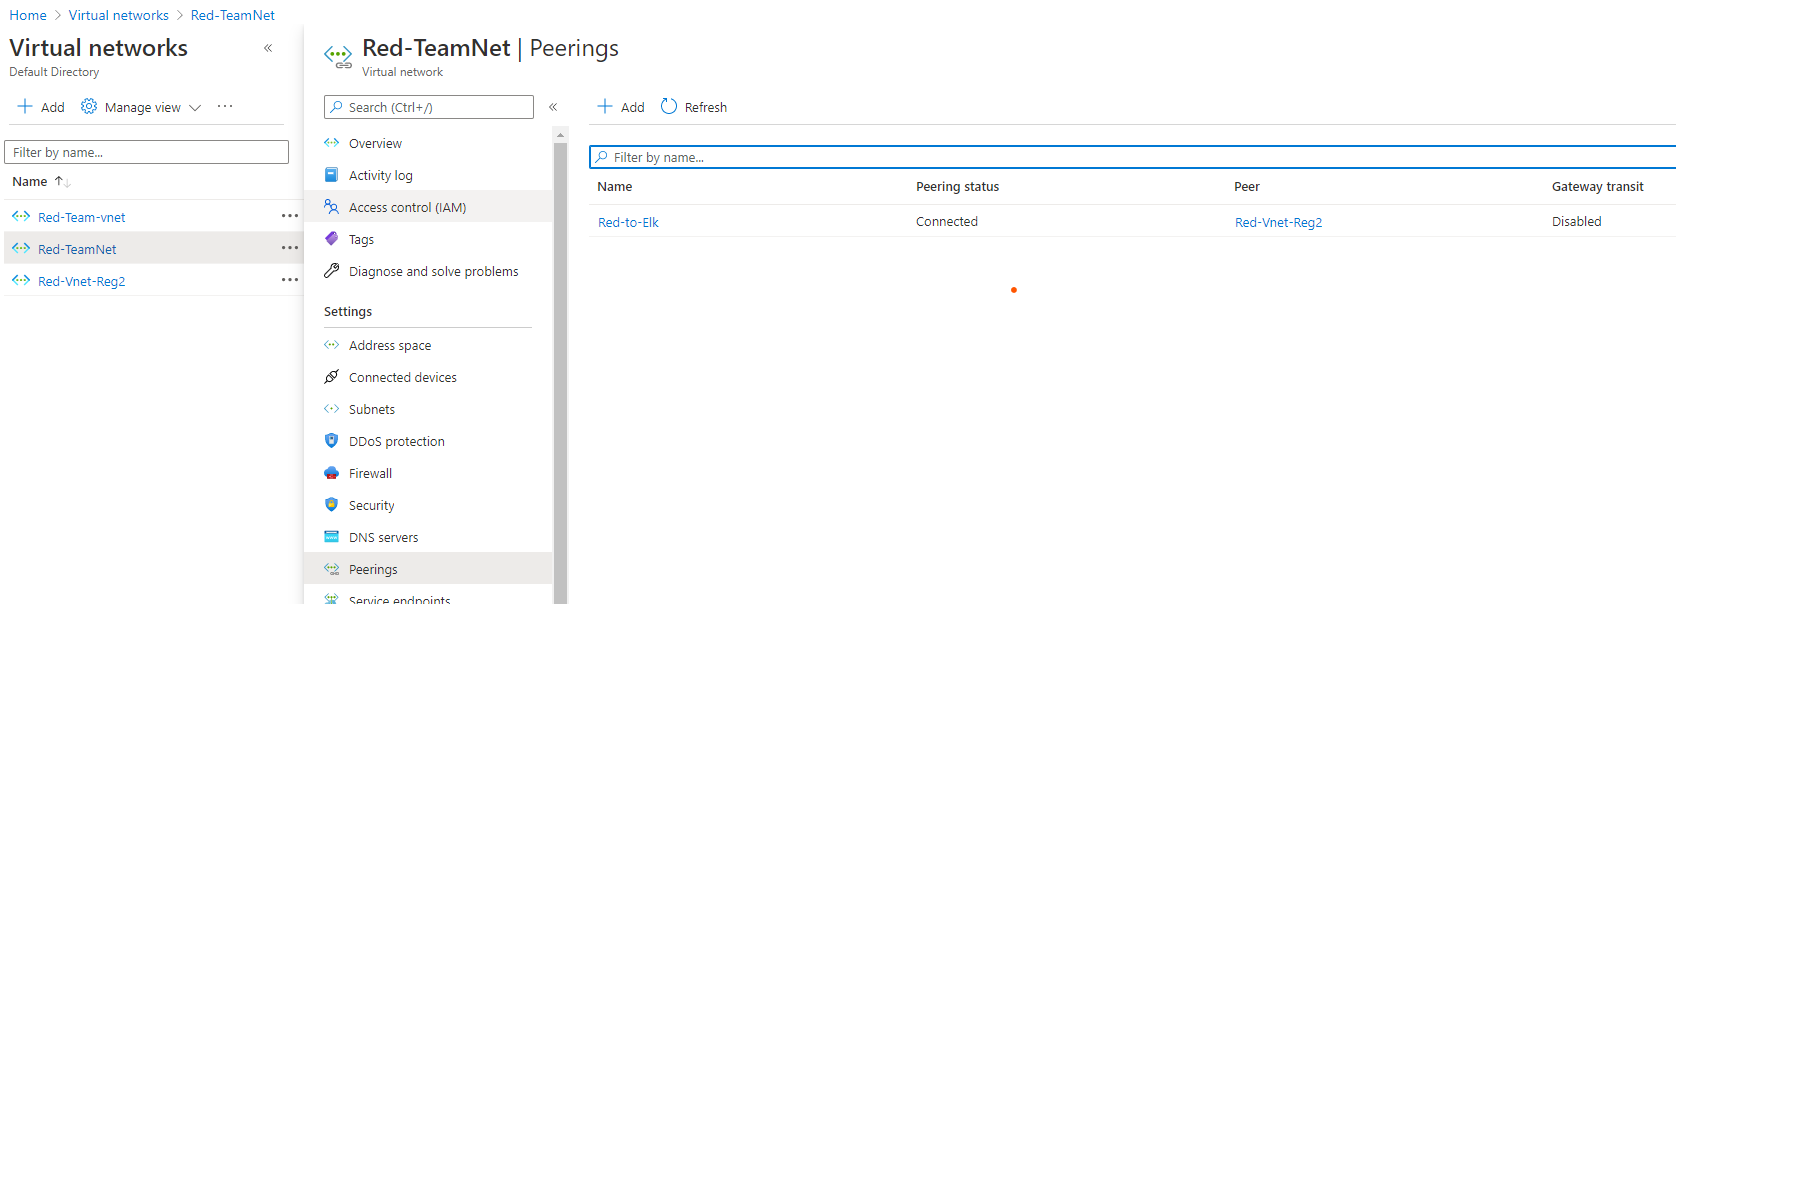 Home > Virtual networks > Red-TeamNet
Virtual networks «
Default Directory
Add Manage view ...
Filter by name...
Name ↑↓
Red-Team-vnet ...
Red-TeamNet ...
Red-Vnet-Reg2 ...
Red-TeamNet | Peerings
Virtual network
Search (Ctrl+/) «
Overview
Activity log
Access control (IAM)
Tags
Diagnose and solve problems
Settings
Address space
Connected devices
Subnets
DDoS protection
Firewall
Security
DNS servers
Peerings
Service endpoints
Add Refresh
Filter by name...
Name Peering status Peer Gateway transit
Red-to-Elk Connected Red-Vnet-Reg2 Disabled